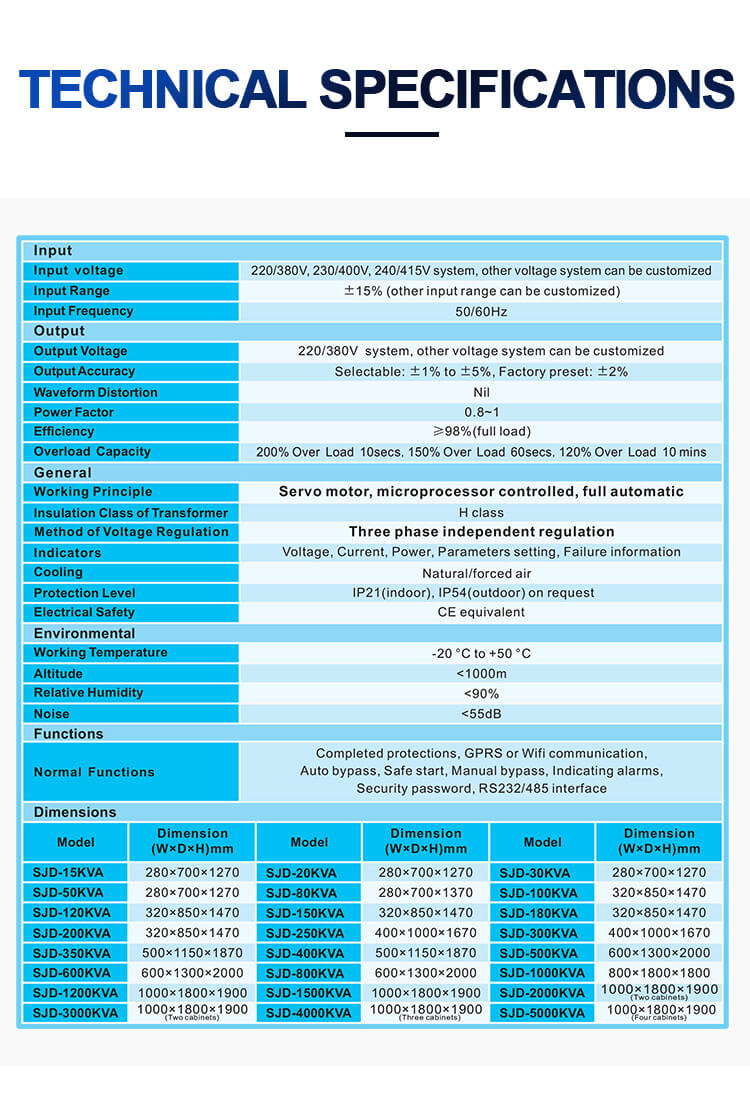 TECHNICAL SPECIFICATIONS
Input
Input voltage 220/380V, 230/400V, 240/415V system, other voltage system can be customized
Input Range ±15% (other input range can be customized)
Input Frequency 50/60Hz
Output
Output Voltage 220/380V system, other voltage system can be customized
Output Accuracy Selectable: ±1% to ±5%, Factory preset: ±2%
Waveform Distortion Nil
Power Factor 0.8~1
Efficiency ≥98%(full load)
Overload Capacity 200% Over Load 10secs, 150% Over Load 60secs, 120% Over Load 10 mins
General
Working Principle Servo motor, microprocessor controlled, full automatic
Insulation Class of Transformer H class
Method of Voltage Regulation Three phase independent regulation
Indicators Voltage, Current, Power, Parameters setting, Failure information
Cooling Natural/forced air
Protection Level IP21(indoor), IP54(outdoor) on request
Electrical Safety CE equivalent
Environmental
Working Temperature -20 °C to +50 °C
Altitude <1000m
Relative Humidity <90%
Noise <55dB
Functions
Normal Functions
Completed protections, GPRS or Wifi communication,
Auto bypass, Safe start, Manual bypass, Indicating alarms,
Security password, RS232/485 interface
Dimensions
Model Dimension (W×D×H)mm Model Dimension (W×D×H)mm Model Dimension (W×D×H)mm
SJD-15KVA 280×700×1270 SJD-20KVA 280×700×1270 SJD-30KVA 280×700×1270
SJD-50KVA 280×700×1270 SJD-80KVA 280×700×1370 SJD-100KVA 320×850×1470
SJD-120KVA 320×850×1470 SJD-150KVA 320×850×1470 SJD-180KVA 320×850×1470
SJD-200KVA 320×850×1470 SJD-250KVA 400×1000×1670 SJD-300KVA 400×1000×1670
SJD-350KVA 500×1150×1870 SJD-400KVA 500×1150×1870 SJD-500KVA 600×1300×2000
SJD-600KVA 600×1300×2000 SJD-800KVA 600×1300×2000 SJD-1000KVA 800×1800×1800
SJD-1200KVA 1000×1800×1900 SJD-1500KVA 1000×1800×1900 SJD-2000KVA 1000×1800×1900 (Two cabinets)
SJD-3000KVA 1000×1800×1900 (Two cabinets) SJD-4000KVA 1000×1800×1900 (Three cabinets) SJD-5000KVA 1000×1800×1900 (Four cabinets)